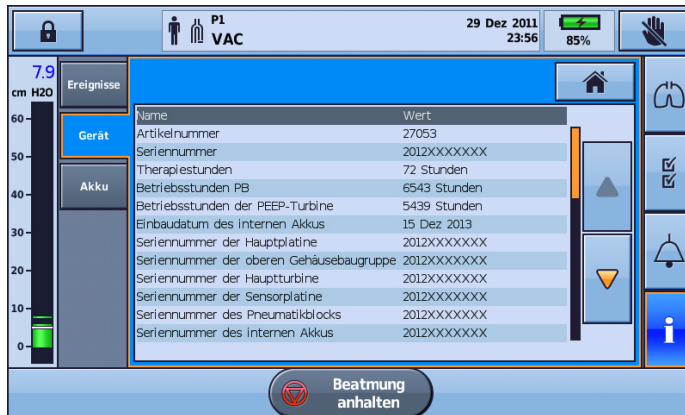 P1
VAC
29 Dez 2011
23:56
85%
7.9
cm H2O
60
50
40
30
20
10
0
Ereignisse
Gerät
Akku
Name Wert
Artikelnummer 27053
Seriennummer 2012XXXXXXX
Therapiestunden 72 Stunden
Betriebsstunden PB 6543 Stunden
Betriebsstunden der PEEP-Turbine 5439 Stunden
Einbaudatum des internen Akkus 15 Dez 2013
Seriennummer der Hauptplatine 2012XXXXXXX
Seriennummer der oberen Gehäusebaugruppe 2012XXXXXXX
Seriennummer der Hauptturbine 2012XXXXXXX
Seriennummer der Sensorplatine 2012XXXXXXX
Seriennummer des Pneumatikblocks 2012XXXXXXX
Seriennummer des internen Akkus 2012XXXXXXX
i
Beatmung
anhalten